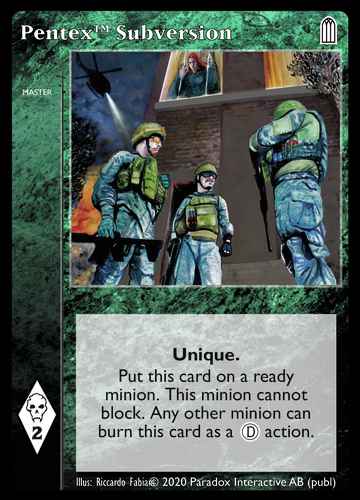 Pentex™ Subversion
MASTER
Unique.
Put this card on a ready
minion. This minion cannot
block. Any other minion can
burn this card as a Ⓓ action.
2
Illus: Riccardo Fabiani © 2020 Paradox Interactive AB (publ)